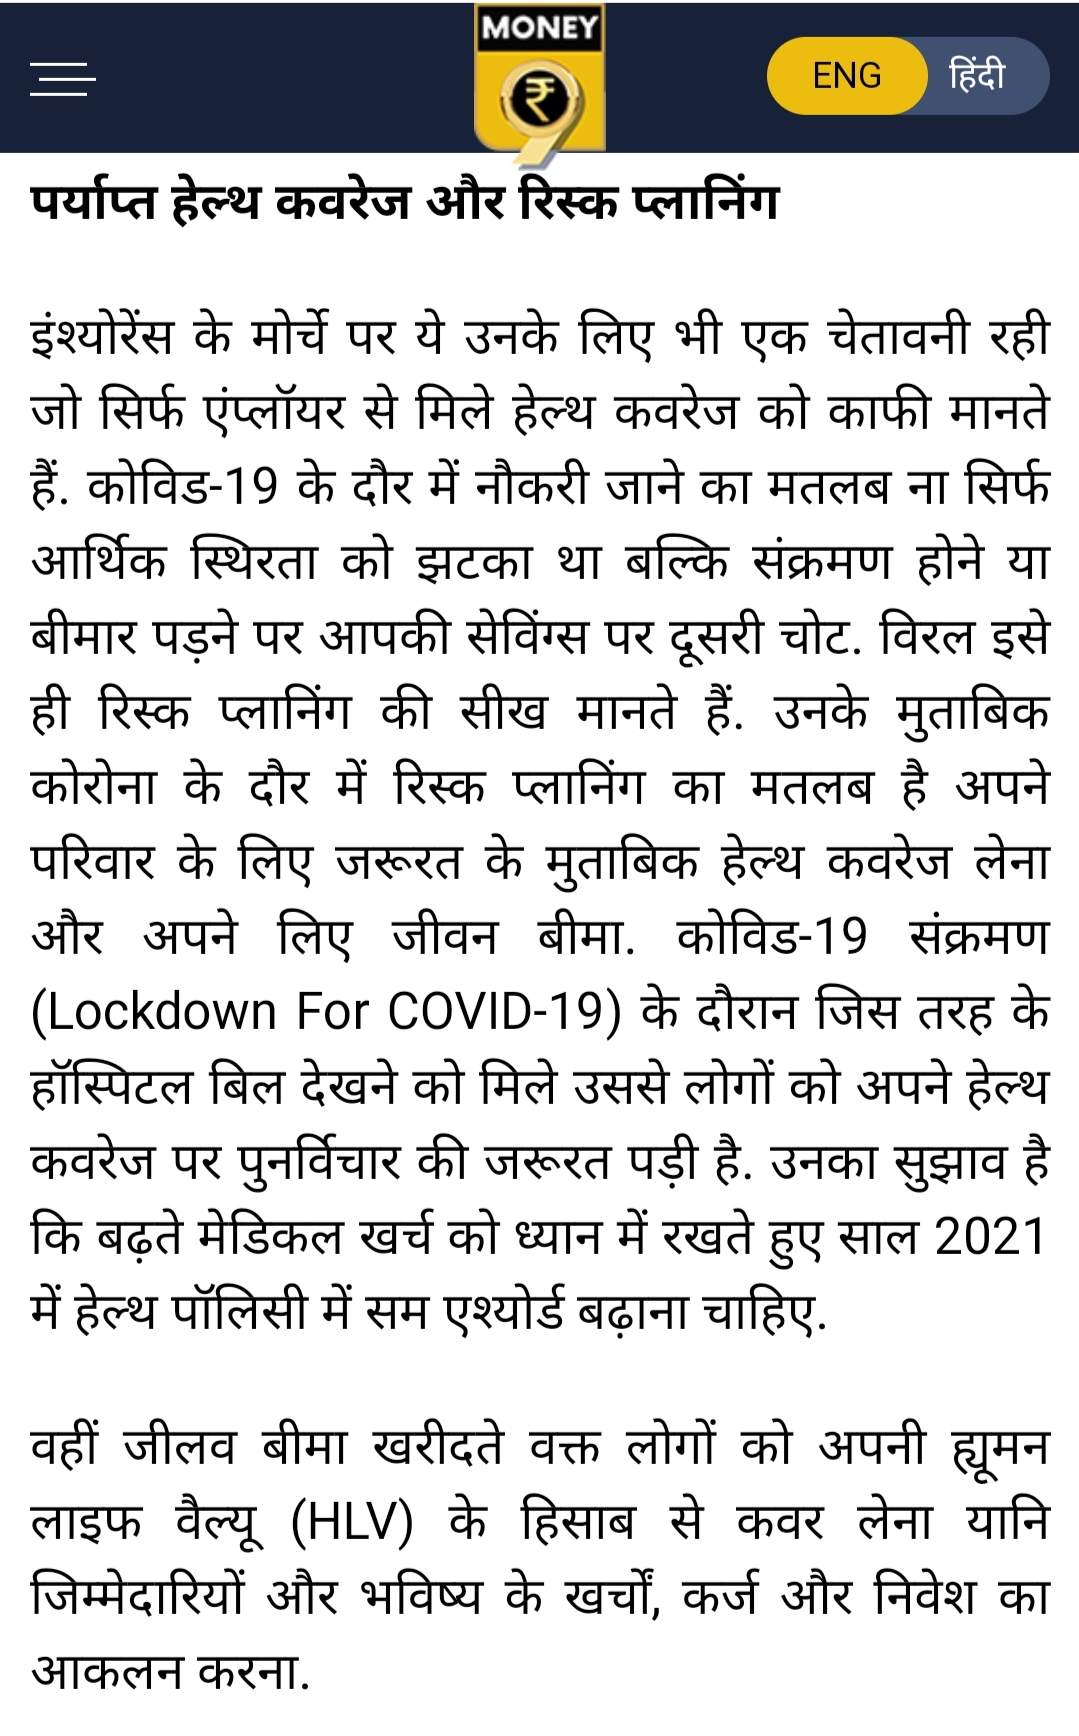 MONEY
9
ENG हिंदी
पर्याप्त हेल्थ कवरेज और रिस्क प्लानिंग
इंश्योरेंस के मोर्चे पर ये उनके लिए भी एक चेतावनी रही
जो सिर्फ एंप्लॉयर से मिले हेल्थ कवरेज को काफी मानते
हैं. कोविड-19 के दौर में नौकरी जाने का मतलब ना सिर्फ
आर्थिक स्थिरता को झटका था बल्कि संक्रमण होने या
बीमार पड़ने पर आपकी सेविंग्स पर दूसरी चोट. विरल इसे
ही रिस्क प्लानिंग की सीख मानते हैं. उनके मुताबिक
कोरोना के दौर में रिस्क प्लानिंग का मतलब है अपने
परिवार के लिए जरूरत के मुताबिक हेल्थ कवरेज लेना
और अपने लिए जीवन बीमा. कोविड-19 संक्रमण
(Lockdown For COVID-19) के दौरान जिस तरह के
हॉस्पिटल बिल देखने को मिले उससे लोगों को अपने हेल्थ
कवरेज पर पुनर्विचार की जरूरत पड़ी है. उनका सुझाव है
कि बढ़ते मेडिकल खर्च को ध्यान में रखते हुए साल 2021
में हेल्थ पॉलिसी में सम एश्योर्ड बढ़ाना चाहिए.
वहीं जीलव बीमा खरीदते वक्त लोगों को अपनी ह्यूमन
लाइफ वैल्यू (HLV) के हिसाब से कवर लेना यानि
जिम्मेदारियों और भविष्य के खर्चों, कर्ज और निवेश का
आकलन करना.